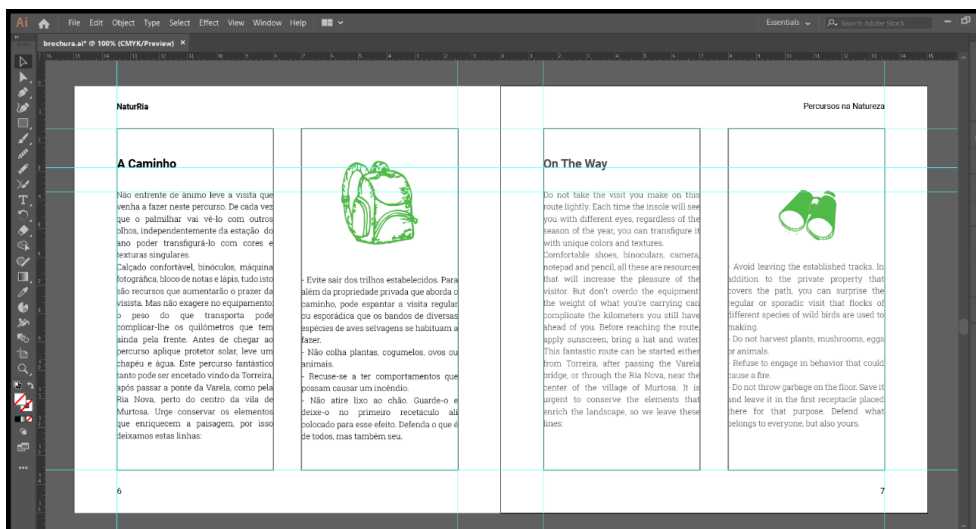 Ai File Edit Object Type Select Effect View Window Help Essentials Search Adobe Stock
brochura.ai* @ 100% (CMYK/Preview) ×
NaturRia
A Caminho
Não entrente de ânimo leve a visita que
venha a fazer neste percurso. De cada vez
que o palmilhar vai vê-lo com outros
olhos, independentemente da estação do
ano poder transfigurá-lo com cores e
texturas singulares.
Calçado confortável, binóculos, máquina
fotográfica, bloco de notas e lápis, tudo isto
são recursos que aumentarão o prazer da
visista. Mas não exagere no equipamento:
o peso do que transporta pode
complicar-lhe os quilómetros que tem
ainda pela frente. Antes de chegar ao
percurso aplique protetor solar, leve um
chapéu e água. Este percurso fantástico
tanto pode ser encetado vindo da Torreira,
após passar a ponte da Varela, como pela
Ria Nova, perto do centro da vila de
Murtosa. Urge conservar os elementos
que enriquecem a paisagem, por isso
deixamos estas linhas:
- Evite sair dos trilhos estabelecidos. Para
além da propriedade privada que aborda o
caminho, pode espantar a visita regular
ou esporádica que os bandos de diversas
espécies de aves selvagens se habituam a
fazer.
- Não colha plantas, cogumelos, ovos ou
animais.
- Recuse-se a ter comportamentos que
possam causar um incêndio.
- Não atire lixo ao chão. Guarde-o e
deixe-o no primeiro recetáculo ali
colocado para esse efeito. Defenda o que é
de todos, mas também seu.
6
Percursos na Natureza
On The Way
Do not take the visit you make on this
route lightly. Each time the insole will see
you with different eyes, regardless of the
season of the year, you can transfigure it
with unique colors and textures.
Comfortable shoes, binoculars, camera,
notepad and pencil, all these are resources
that will increase the pleasure of the
visitor. But don't overdo the equipment:
the weight of what you're carrying can
complicate the kilometers you still have
ahead of you. Before reaching the route,
apply sunscreen, bring a hat and water.
This fantastic route can be started either
from Torreira, after passing the Varela
bridge, or through the Ria Nova, near the
center of the village of Murtosa. It is
urgent to conserve the elements that
enrich the landscape, so we leave these
lines:
- Avoid leaving the established tracks. In
addition to the private property that
covers the path, you can surprise the
regular or sporadic visit that flocks of
different species of wild birds are used to
making.
- Do not harvest plants, mushrooms, eggs
or animals.
- Refuse to engage in behavior that could
cause a fire.
- Do not throw garbage on the floor. Save it
and leave it in the first receptacle placed
there for that purpose. Defend what
belongs to everyone, but also yours.
7